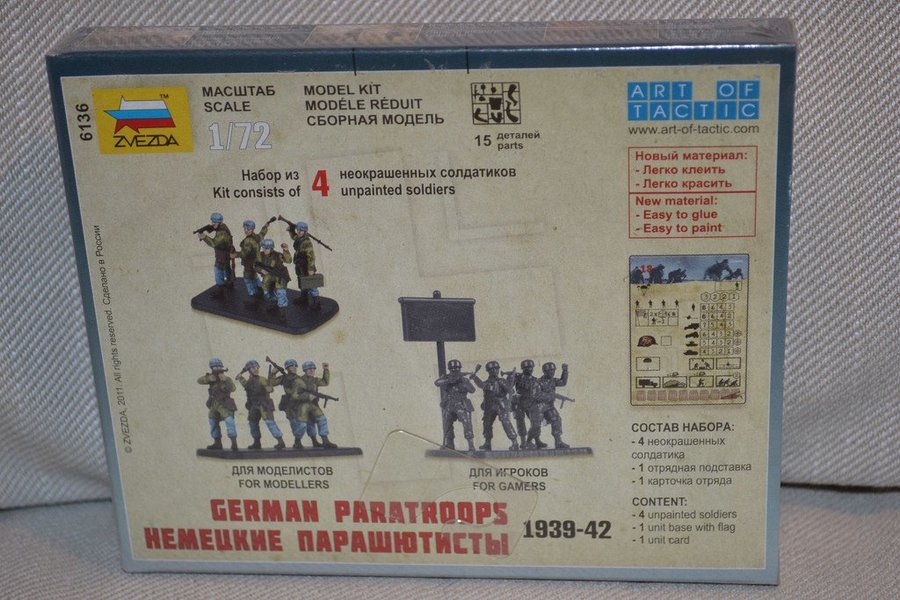 6136
™
ZVEZDA
МАСШТАБ
SCALE
1/72
MODEL KIT
MODÈLE RÉDUIT
СБОРНАЯ МОДЕЛЬ
15 деталей
parts
ART OF
TACTIC
www.art-of-tactic.com
Набор из
Kit consists of
4
неокрашенных солдатиков
unpainted soldiers
Новый материал:
- Легко клеить
- Легко красить
New material:
- Easy to glue
- Easy to paint
© ZVEZDA, 2011. All rights reserved. Сделано в России
ДЛЯ МОДЕЛИСТОВ
FOR MODELLERS
ДЛЯ ИГРОКОВ
FOR GAMERS
СОСТАВ НАБОРА:
- 4 неокрашенных
солдатика
- 1 отрядная подставка
- 1 карточка отряда
CONTENT:
- 4 unpainted soldiers
- 1 unit base with flag
- 1 unit card
GERMAN PARATROOPS
НЕМЕЦКИЕ ПАРАШЮТИСТЫ
1939-42